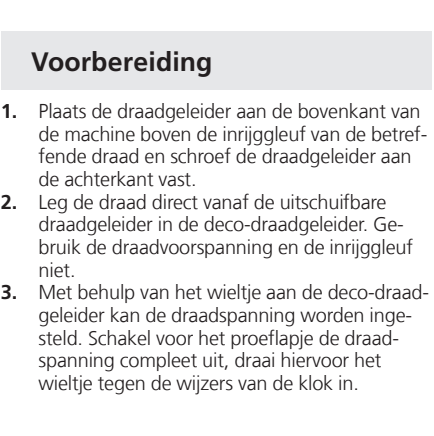 Voorbereiding
1. Plaats de draadgeleider aan de bovenkant van
de machine boven de inrijggleuf van de betref-
fende draad en schroef de draadgeleider aan
de achterkant vast.
2. Leg de draad direct vanaf de uitschuifbare
draadgeleider in de deco-draadgeleider. Ge-
bruik de draadvoorspanning en de inrijggleuf
niet.
3. Met behulp van het wieltje aan de deco-draad-
geleider kan de draadspanning worden inge-
steld. Schakel voor het proeflapje de draad-
spanning compleet uit, draai hiervoor het
wieltje tegen de wijzers van de klok in.